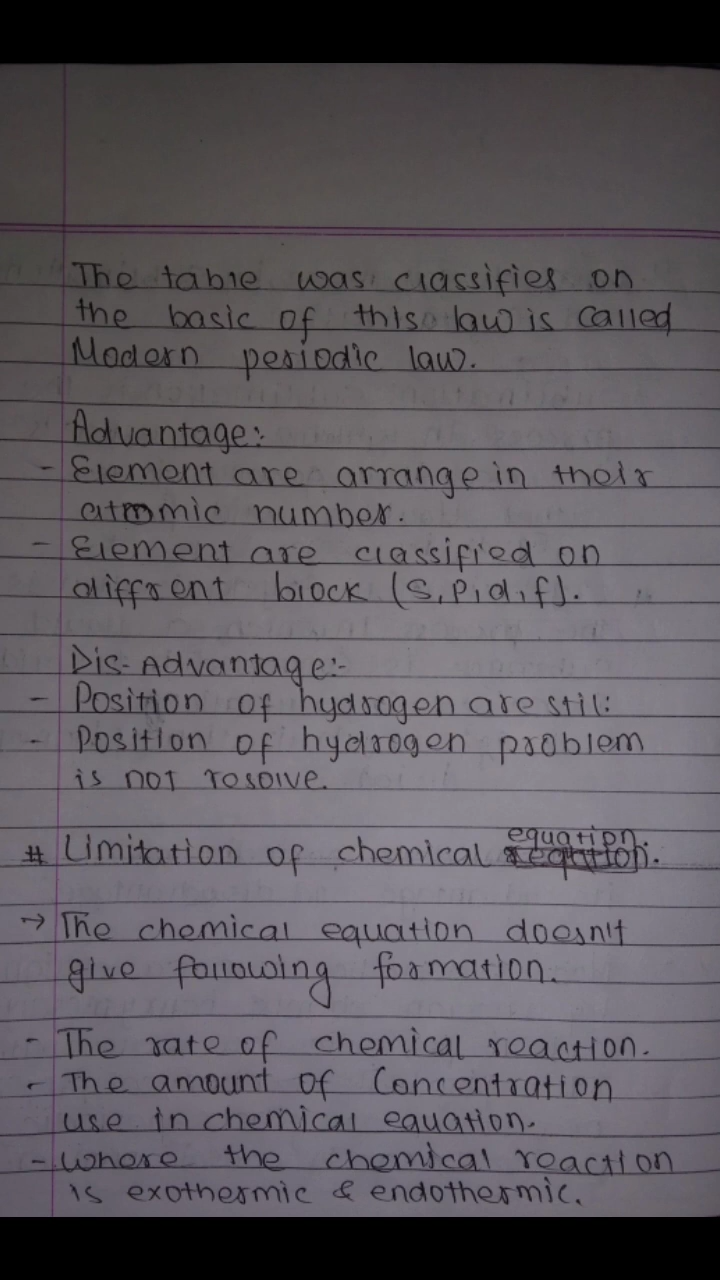 The table was classifies on
the basic of this law is called
Modern periodic law.
Advantage:
- Element are arrange in their
atomic number.
- Element are classified on
diffrent block (S, P, d, f).
Dis-Advantage:-
- Position of hydrogen are stil:
- Position of hydrogen problem
is not rosolve.
equation.
# Limitation of chemical
→ The chemical equation doesn't
give following formation.
- The rate of chemical reaction.
- The amount of Concentration
use in chemical equation.
- Where the chemical reaction
is exothermic & endothermic.